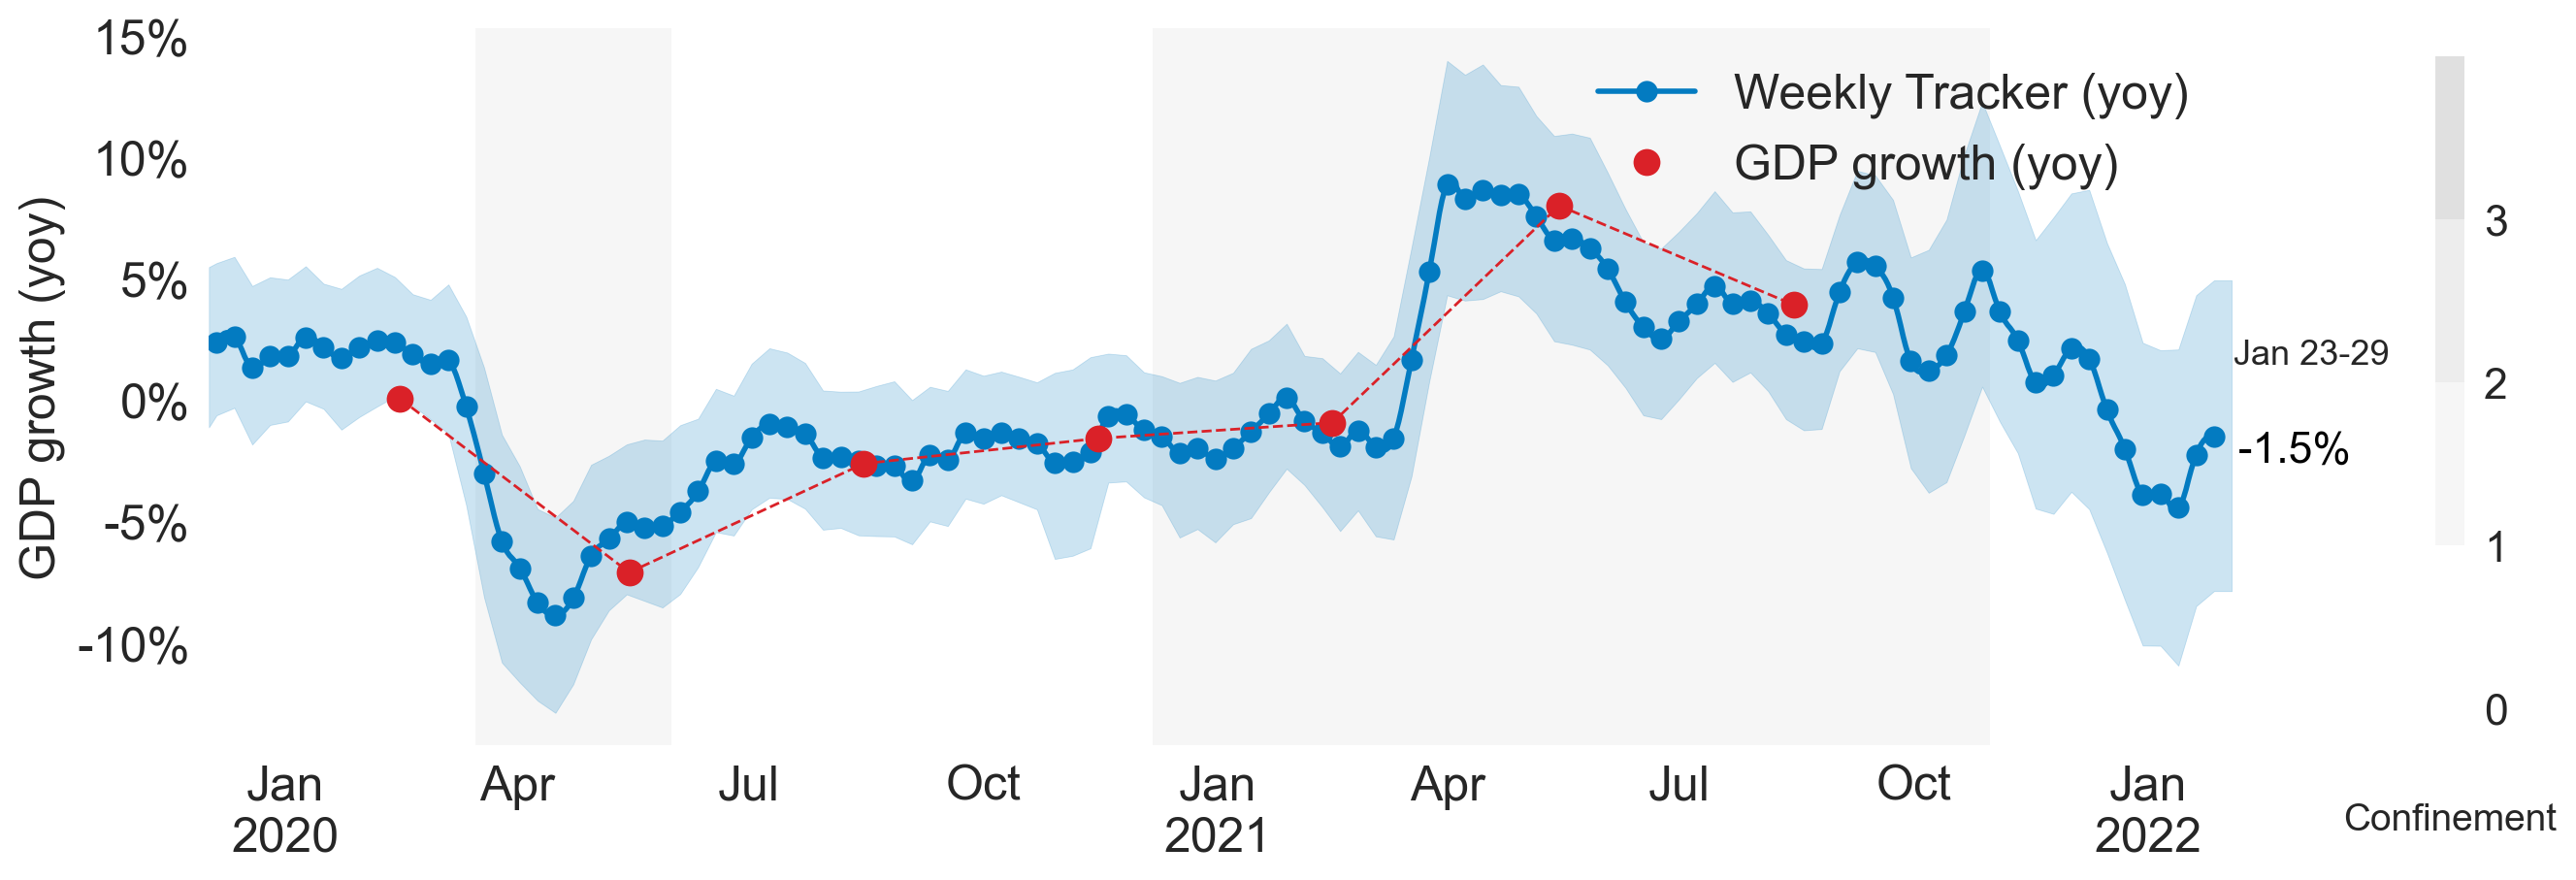 15%
10%
5%
0%
-5%
-10%
GDP growth (yoy)
Weekly Tracker (yoy)
GDP growth (yoy)
Jan 23-29
-1.5%
3
2
1
0
Confinement
Jan Apr Jul Oct Jan Apr Jul Oct Jan
2020 2021 2022